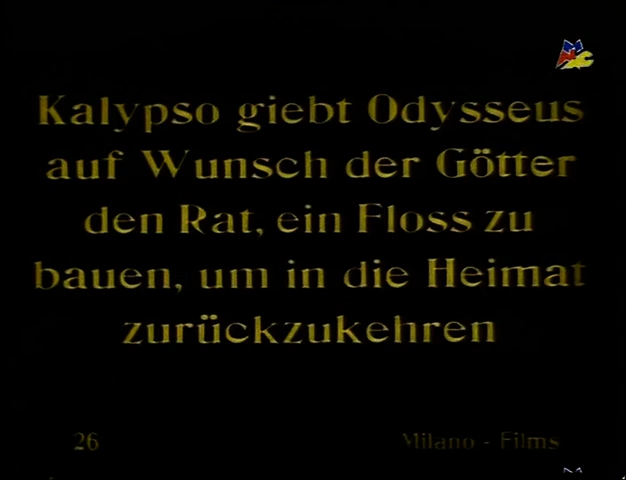 Kalypso giebt Odysseus
auf Wunsch der Götter
den Rat, ein Floss zu
bauen, um in die Heimat
zurückzukehren
26
Milano - Films